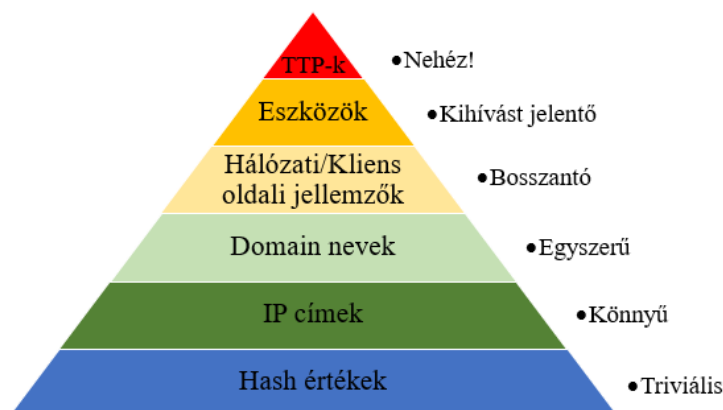 TTP-k
•Nehéz!
Eszközök
•Kihívást jelentő
Hálózati/Kliens
oldali jellemzők
•Bosszantó
Domain nevek
•Egyszerű
IP címek
•Könnyű
Hash értékek
•Triviális